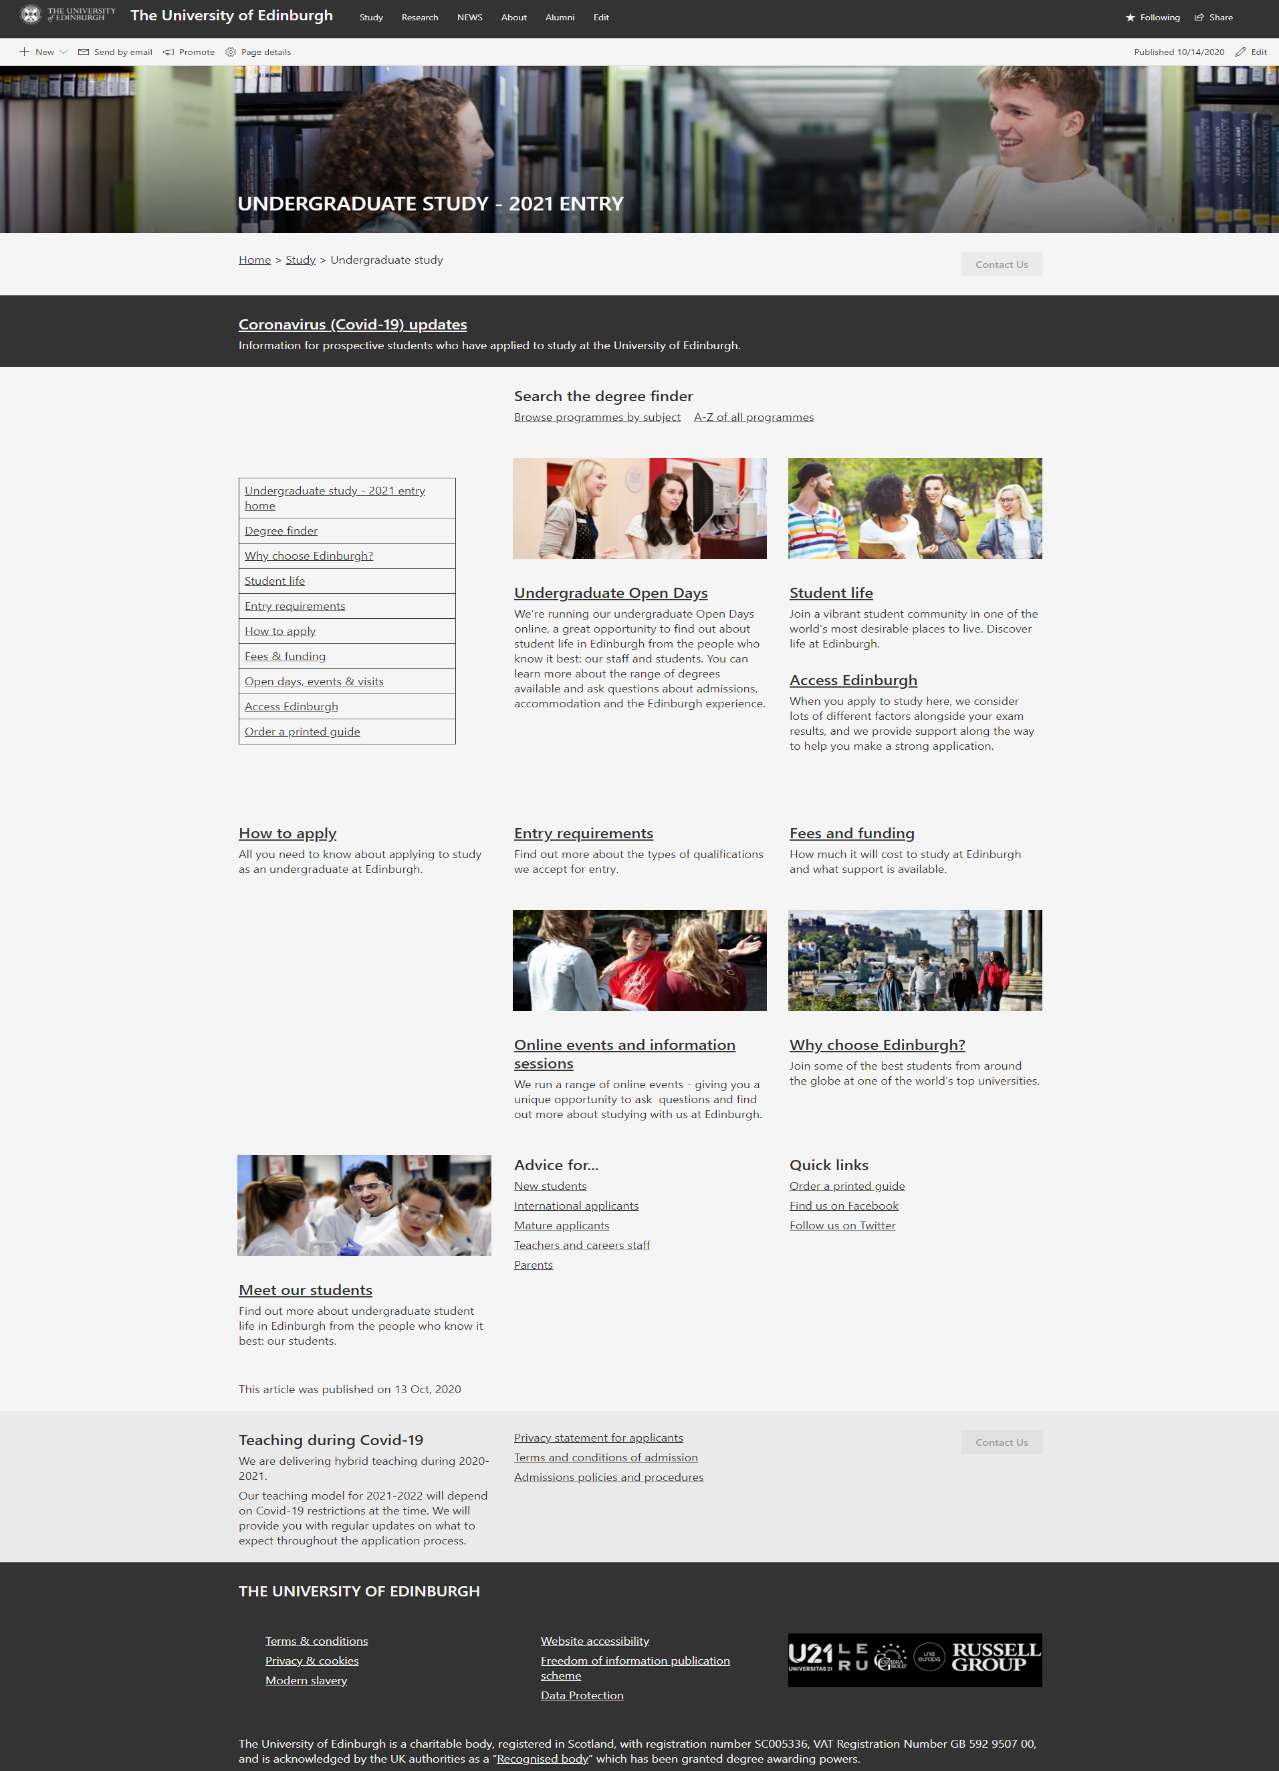 THE UNIVERSITY
of EDINBURGH
The University of Edinburgh
Study
Research
NEWS
About
Alumni
Edit
Following
Share
New
Send by email
Promote
Page details
Published 10/14/2020
Edit
UNDERGRADUATE STUDY - 2021 ENTRY
Home > Study > Undergraduate study
Contact Us
Coronavirus (Covid-19) updates
Information for prospective students who have applied to study at the University of Edinburgh.
Search the degree finder
Browse programmes by subject
A-Z of all programmes
Undergraduate study - 2021 entry
home
Degree finder
Why choose Edinburgh?
Student life
Entry requirements
How to apply
Fees & funding
Open days, events & visits
Access Edinburgh
Order a printed guide
Undergraduate Open Days
We're running our undergraduate Open Days
online, a great opportunity to find out about
student life in Edinburgh from the people who
know it best: our staff and students. You can
learn more about the range of degrees
available and ask questions about admissions,
accommodation and the Edinburgh experience.
Student life
Join a vibrant student community in one of the
world's most desirable places to live. Discover
life at Edinburgh.
Access Edinburgh
When you apply to study here, we consider
lots of different factors alongside your exam
results, and we provide support along the way
to help you make a strong application.
How to apply
All you need to know about applying to study
as an undergraduate at Edinburgh.
Entry requirements
Find out more about the types of qualifications
we accept for entry.
Fees and funding
How much it will cost to study at Edinburgh
and what support is available.
Online events and information
sessions
We run a range of online events - giving you a
unique opportunity to ask questions and find
out more about studying with us at Edinburgh.
Why choose Edinburgh?
Join some of the best students from around
the globe at one of the world's top universities.
Meet our students
Find out more about undergraduate student
life in Edinburgh from the people who know it
best: our students.
Advice for...
New students
International applicants
Mature applicants
Teachers and careers staff
Parents
Quick links
Order a printed guide
Find us on Facebook
Follow us on Twitter
This article was published on 13 Oct, 2020
Teaching during Covid-19
We are delivering hybrid teaching during 2020-
2021.
Our teaching model for 2021-2022 will depend
on Covid-19 restrictions at the time. We will
provide you with regular updates on what to
expect throughout the application process.
Privacy statement for applicants
Terms and conditions of admission
Admissions policies and procedures
Contact Us
THE UNIVERSITY OF EDINBURGH
Terms & conditions
Privacy & cookies
Modern slavery
Website accessibility
Freedom of information publication
scheme
Data Protection
U21
UNIVERSITAS 21
LE
RU
COIMBRA
GROUP
una
europa
RUSSELL
GROUP
The University of Edinburgh is a charitable body, registered in Scotland, with registration number SC005336, VAT Registration Number GB 592 9507 00,
and is acknowledged by the UK authorities as a "Recognised body" which has been granted degree awarding powers.